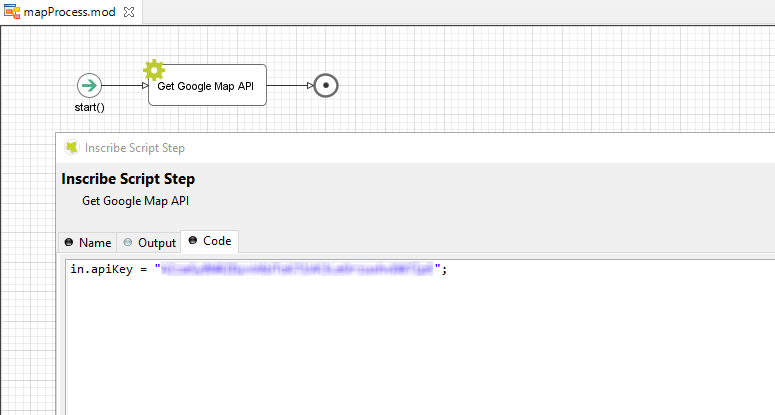 mapProcess.mod
Get Google Map API
start()
Inscribe Script Step
Inscribe Script Step
Get Google Map API
Name
Output
Code
in.apiKey = "";